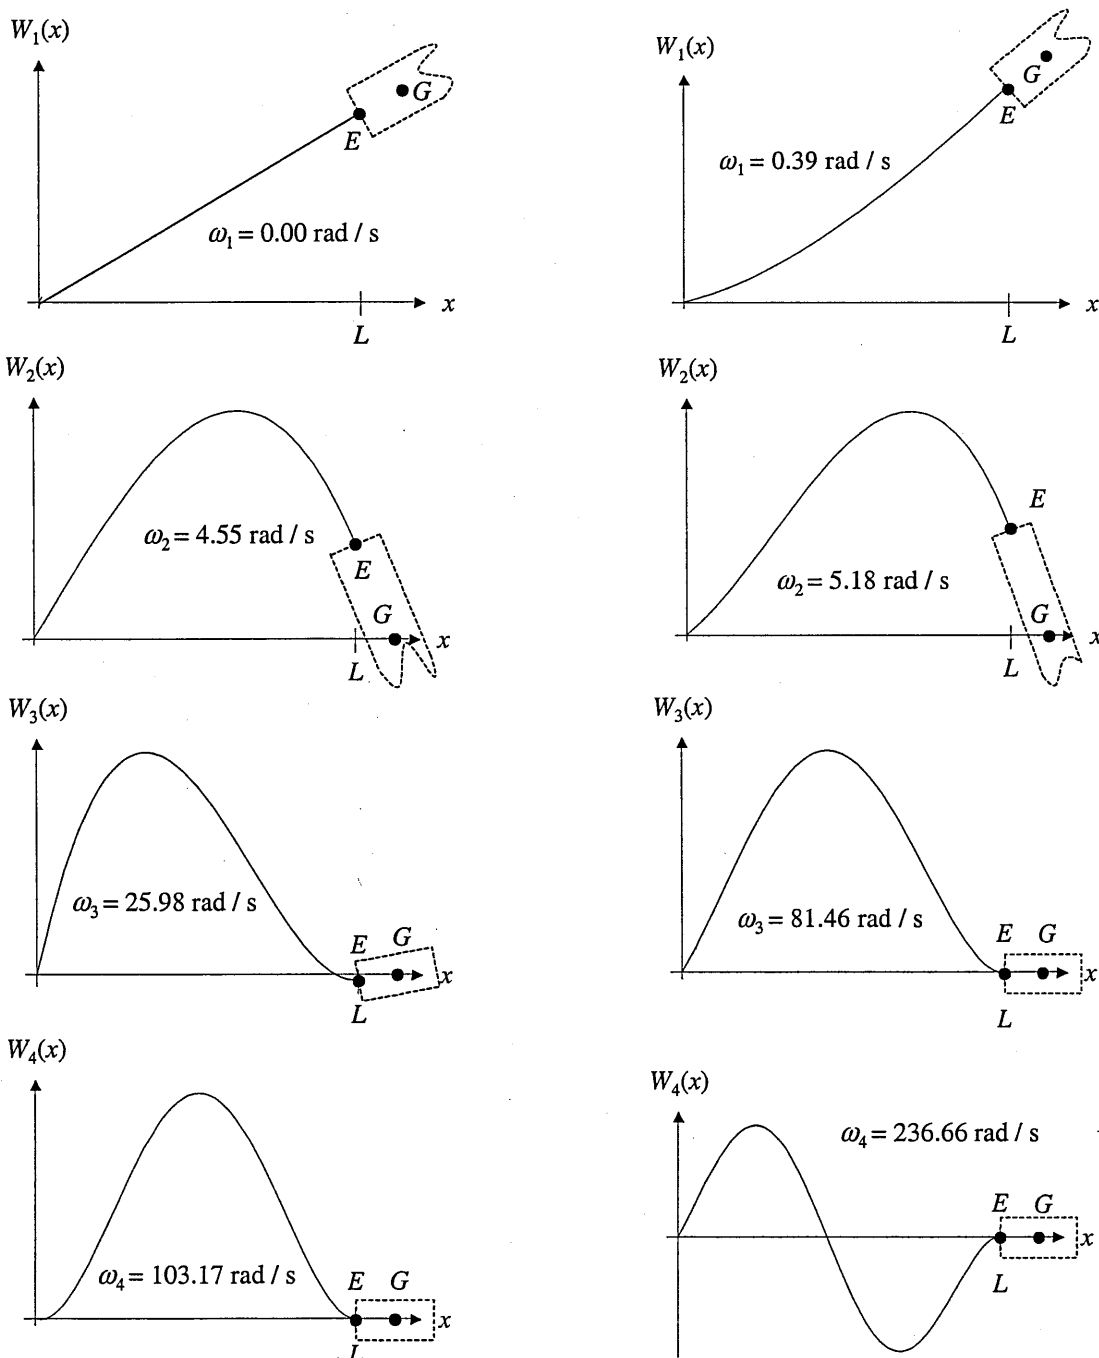 W₁(x)
G
E
ω₁ = 0.00 rad / s
x
L
W₁(x)
G
E
ω₁ = 0.39 rad / s
x
L
W₂(x)
ω₂ = 4.55 rad / s
E
G
x
L
W₂(x)
E
ω₂ = 5.18 rad / s
G
x
L
W₃(x)
ω₃ = 25.98 rad / s
E G
x
L
W₃(x)
ω₃ = 81.46 rad / s
E G
x
L
W₄(x)
ω₄ = 103.17 rad / s
E G
x
L
W₄(x)
ω₄ = 236.66 rad / s
E G
x
L